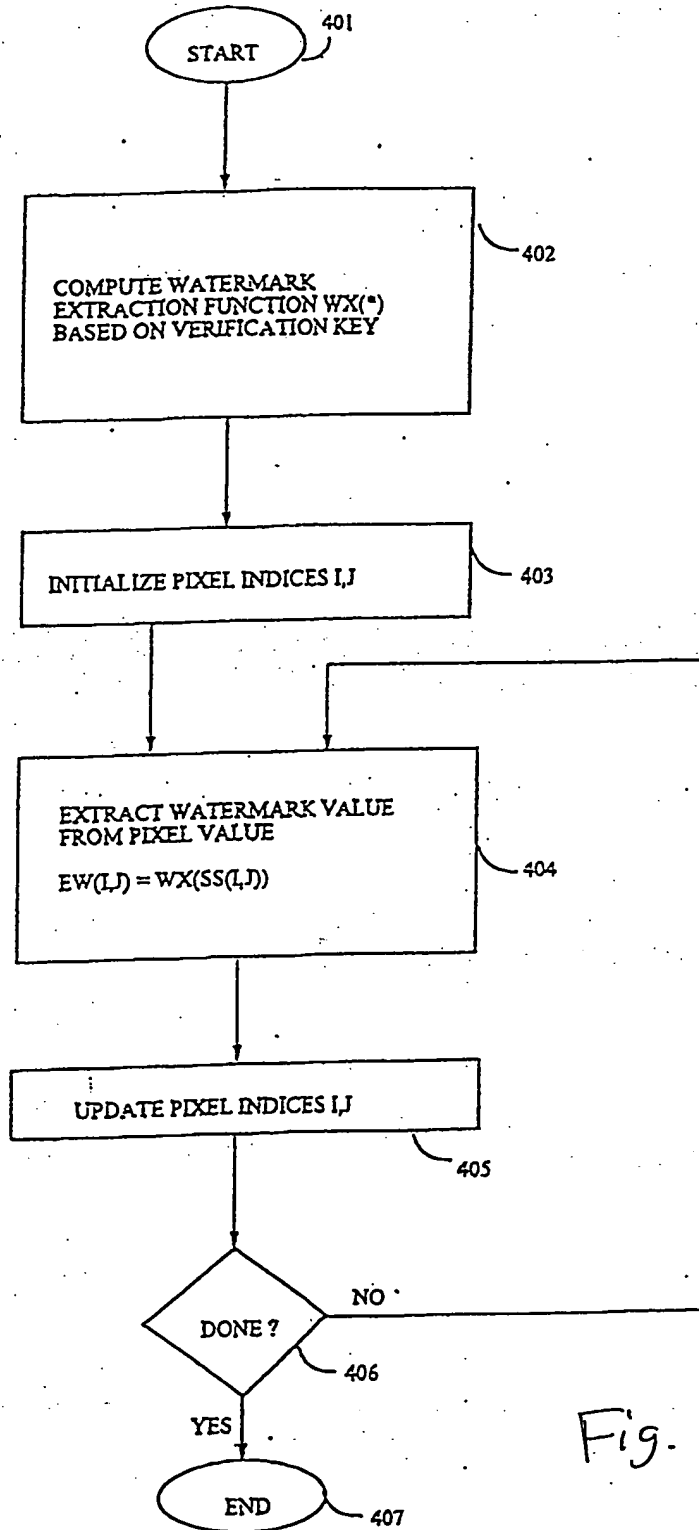 START
401
COMPUTE WATERMARK
EXTRACTION FUNCTION WX(*)
BASED ON VERIFICATION KEY
402
INITIALIZE PIXEL INDICES I,J
403
EXTRACT WATERMARK VALUE
FROM PIXEL VALUE
EW(I,J) = WX(SS(I,J))
404
UPDATE PIXEL INDICES I,J
405
DONE ?
NO
406
YES
END
407
Fig.